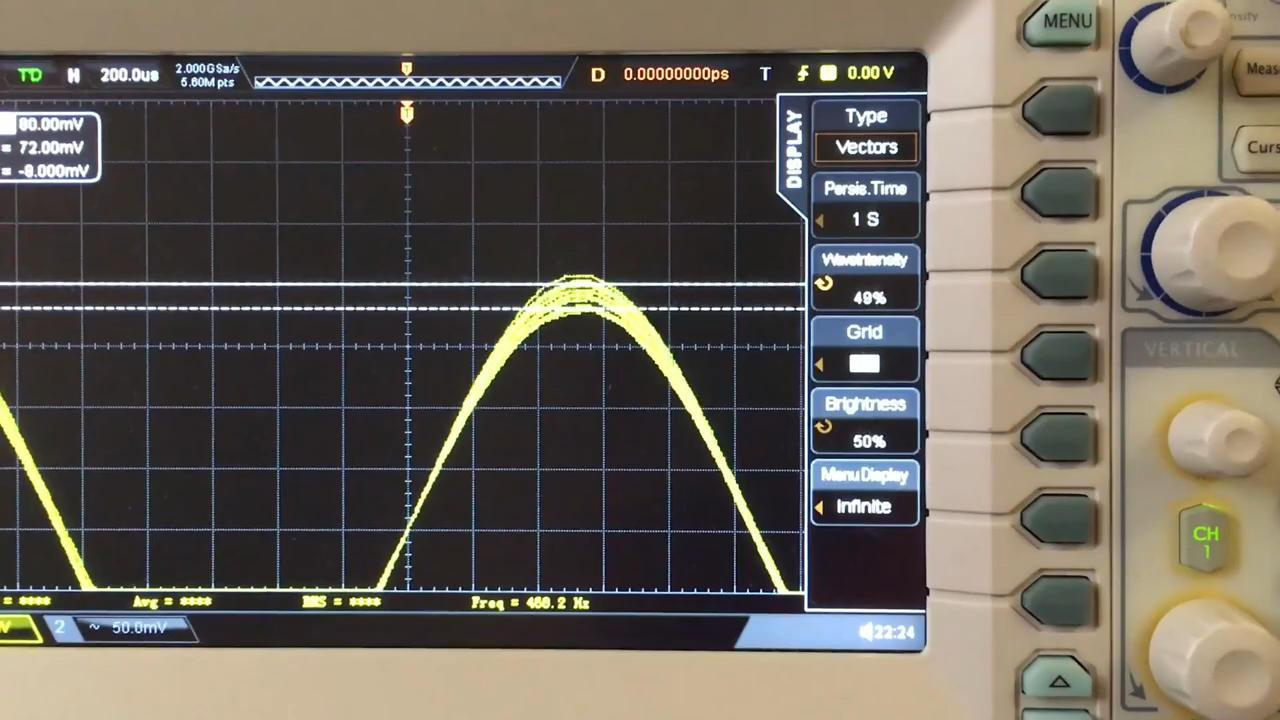 MENU
T'D H 200.0us 2.000GSa/s 5.60M pts T D 0.00000000ps T 0.00 V
Meas
T
80.00mV
= 72.00mV
= -8.000mV
DISPLAY
Type
Vectors
Persis.Time
1 S
WaveIntensity
49%
Grid
Brightness
50%
Menu Display
Infinite
Curs
VERTICAL
CH
1
= **** Avg = **** RMS = **** Freq = 450.2 Hz
V 2 ~ 50.0mV
22:24